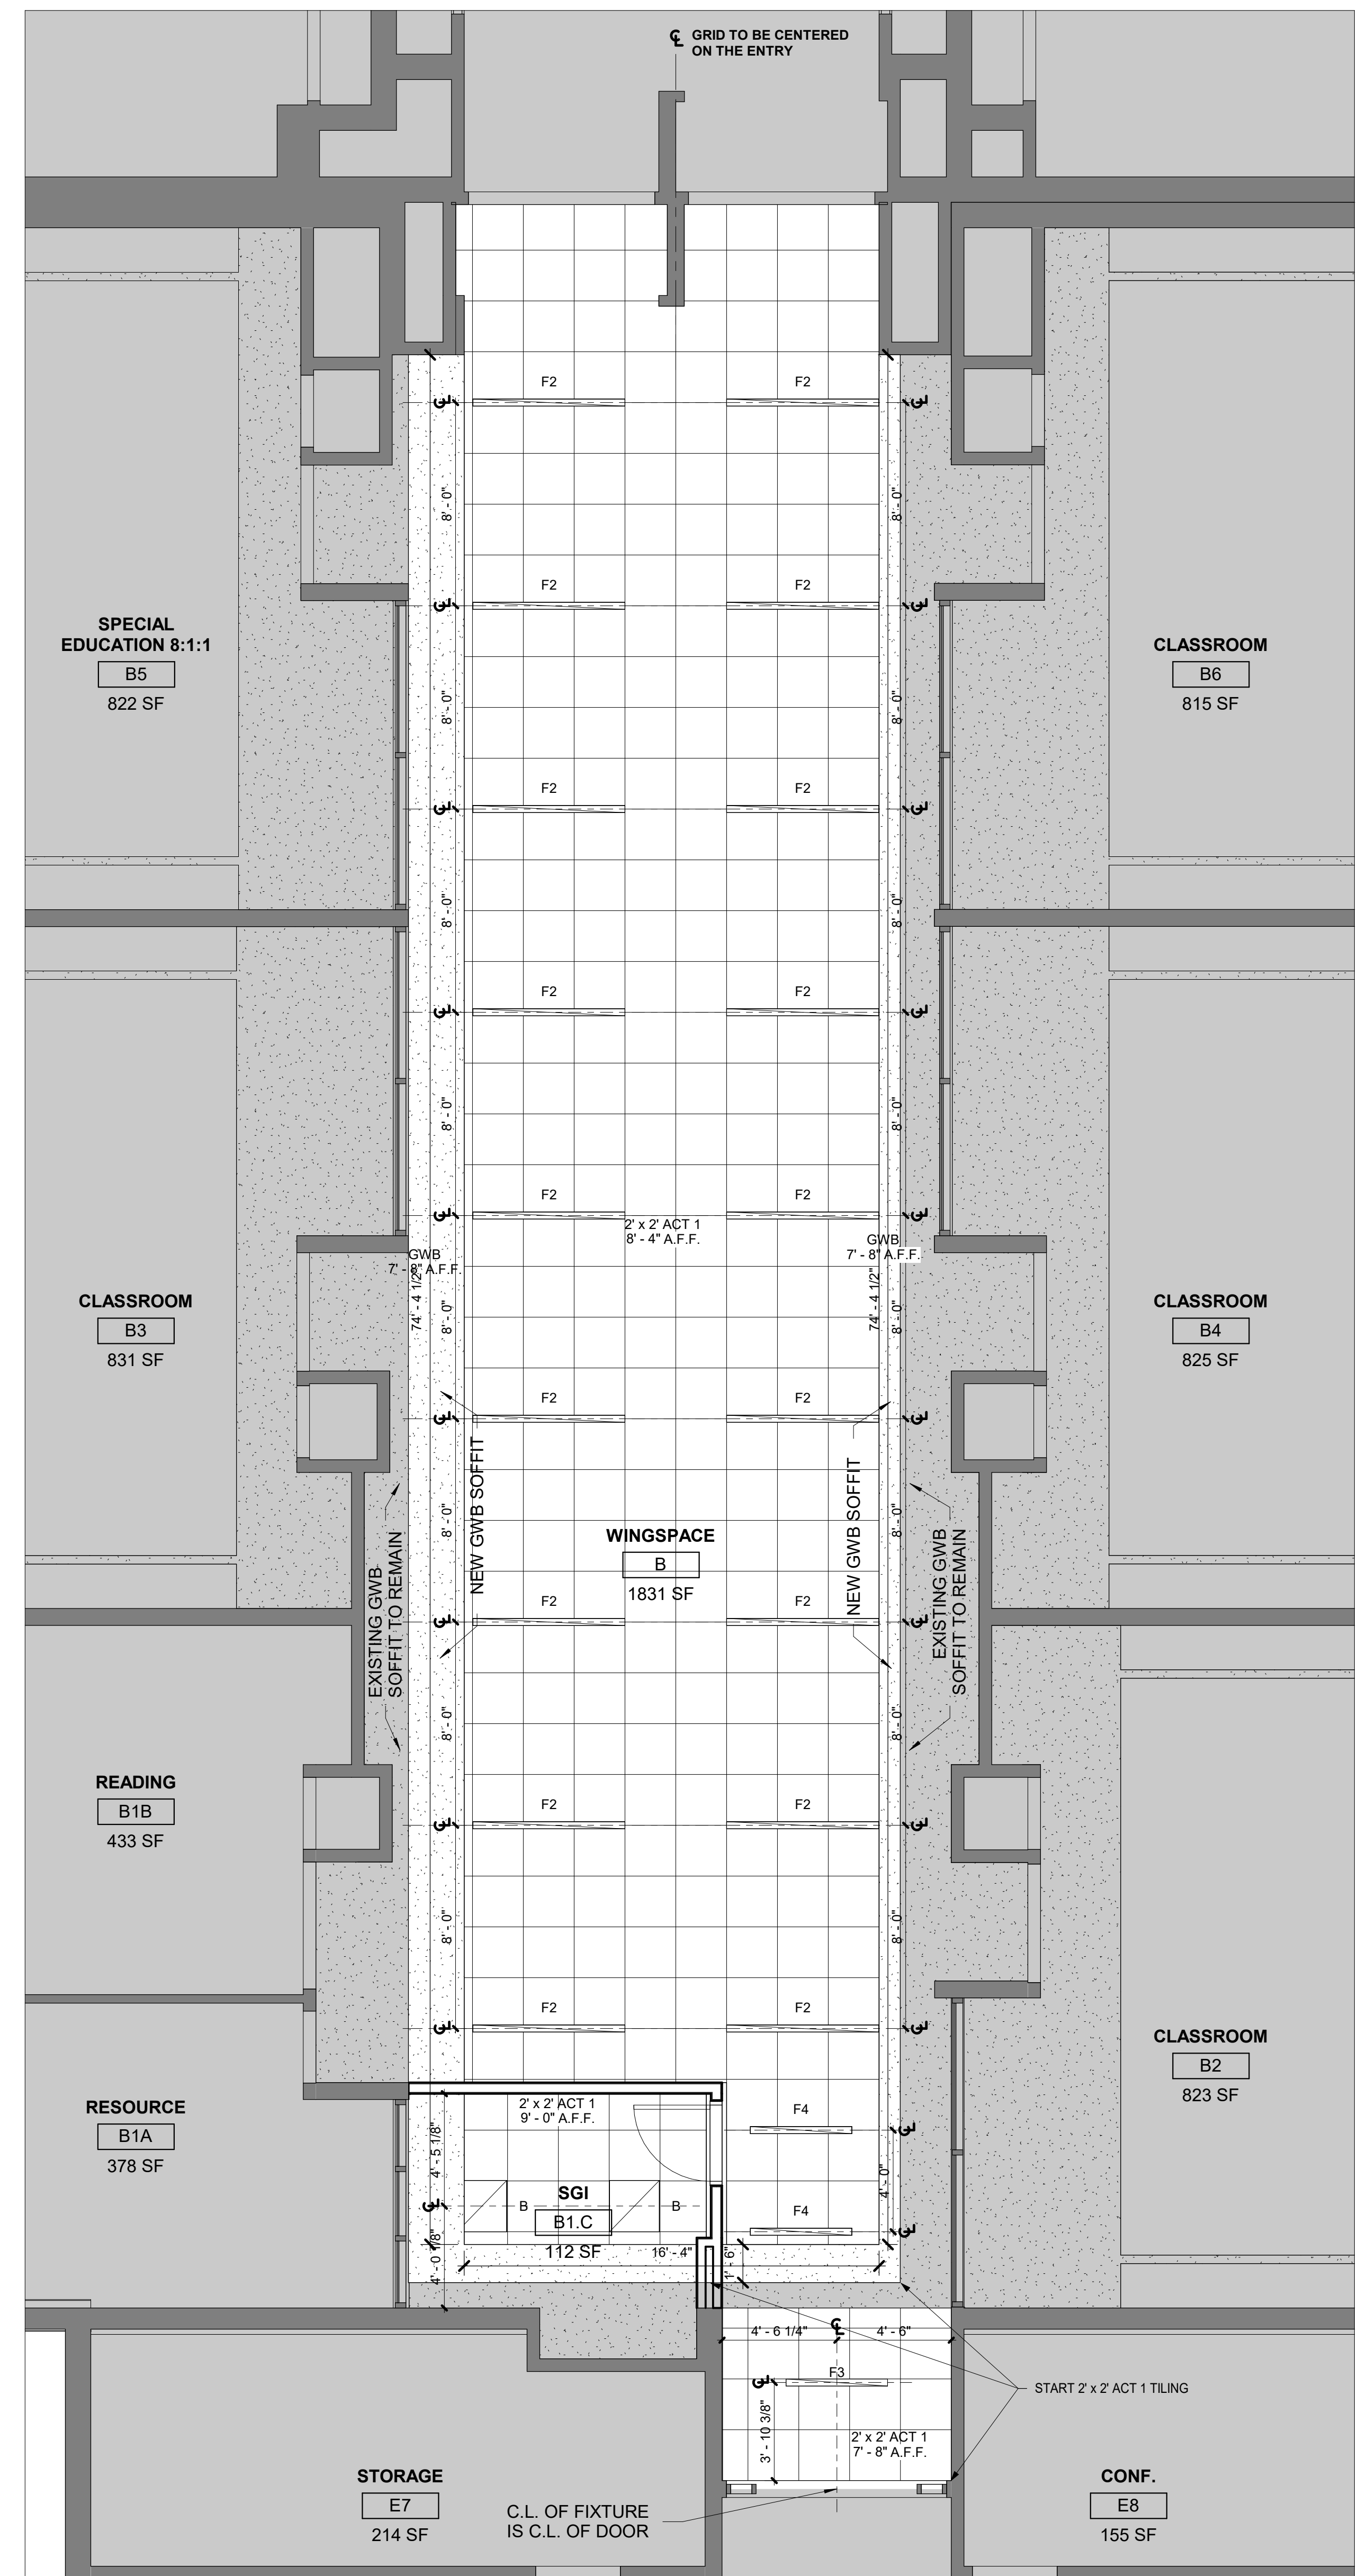 ℄ GRID TO BE CENTERED
ON THE ENTRY
F2 F2
8' - 0" 8' - 0"
F2 F2
SPECIAL
EDUCATION 8:1:1
B5
822 SF
CLASSROOM
B6
815 SF
8' - 0" 8' - 0"
F2 F2
8' - 0" 8' - 0"
F2 F2
8' - 0" 8' - 0"
F2 F2
2' x 2' ACT 1
8' - 4" A.F.F.
GWB
7' - 8" A.F.F.
GWB
7' - 8" A.F.F.
74' - 4 1/2" 74' - 4 1/2"
8' - 0" 8' - 0"
CLASSROOM
B3
831 SF
CLASSROOM
B4
825 SF
F2 F2
NEW GWB SOFFIT
NEW GWB SOFFIT
8' - 0" 8' - 0"
WINGSPACE
B
1831 SF
EXISTING GWB
SOFFIT TO REMAIN
EXISTING GWB
SOFFIT TO REMAIN
F2 F2
8' - 0" 8' - 0"
READING
B1B
433 SF
F2 F2
8' - 0" 8' - 0"
F2 F2
CLASSROOM
B2
823 SF
RESOURCE
B1A
378 SF
2' x 2' ACT 1
9' - 0" A.F.F.
F4
4' - 5 1/8"
4' - 0"
SGI
B B
B1.C
112 SF
F4
4' - 0 7/8"
16' - 4"
1' - 6"
4' - 6 1/4" ℄ 4' - 6"
F3
START 2' x 2' ACT 1 TILING
3' - 10 3/8"
2' x 2' ACT 1
7' - 8" A.F.F.
STORAGE
E7
214 SF
C.L. OF FIXTURE
IS C.L. OF DOOR
CONF.
E8
155 SF